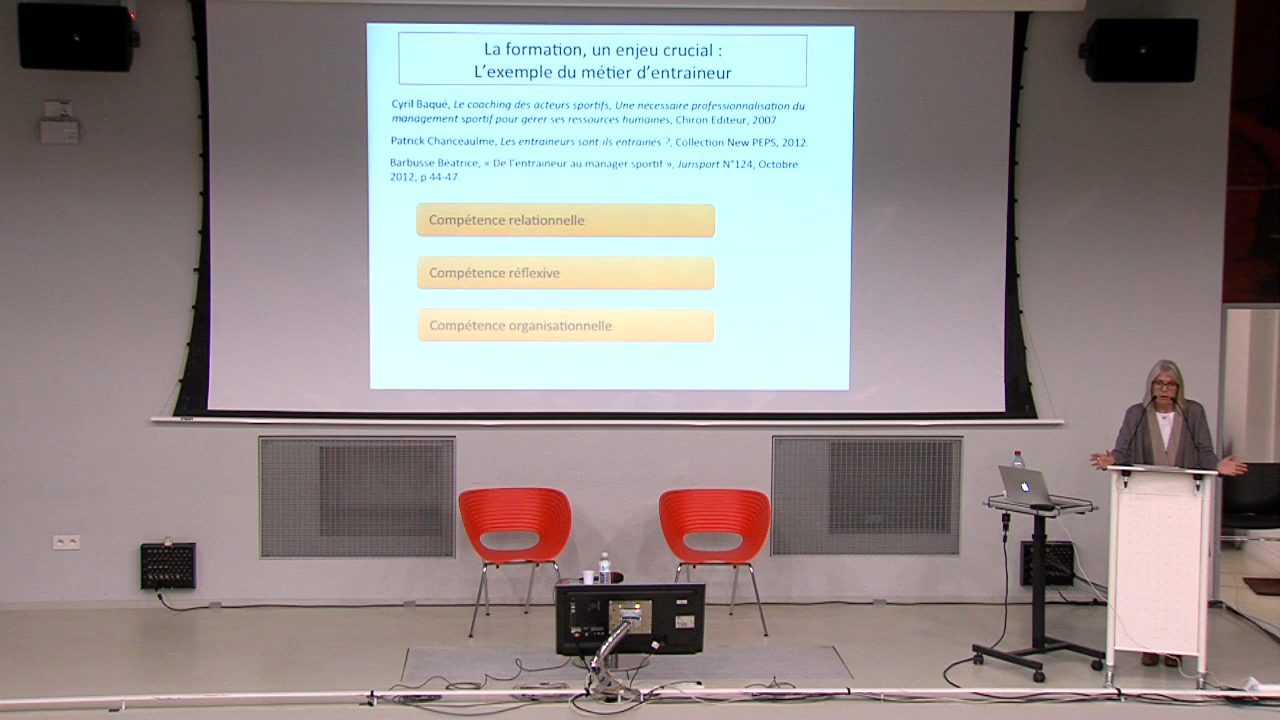 La formation, un enjeu crucial :
L'exemple du métier d'entraineur
Cyril Baqué, Le coaching des acteurs sportifs, Une nécessaire professionnalisation du
management sportif pour gérer ses ressources humaines, Chiron Editeur, 2007.
Patrick Chanceaulme, Les entraineurs sont ils entrainés ?, Collection New PEPS, 2012.
Barbusse Béatrice, « De l'entraineur au manager sportif », Jurisport N°124, Octobre
2012, p 44-47
Compétence relationnelle
Compétence réflexive
Compétence organisationnelle